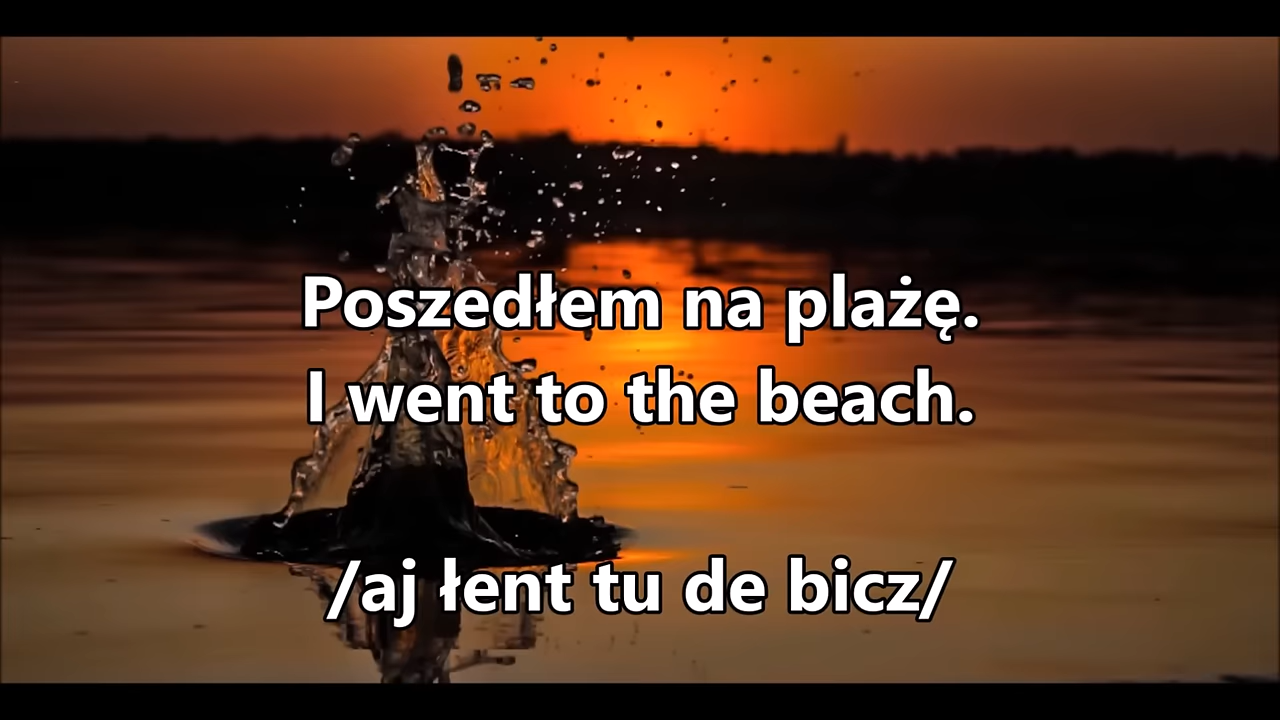 Poszedłem na plażę.
I went to the beach.
/aj łent tu de bicz/